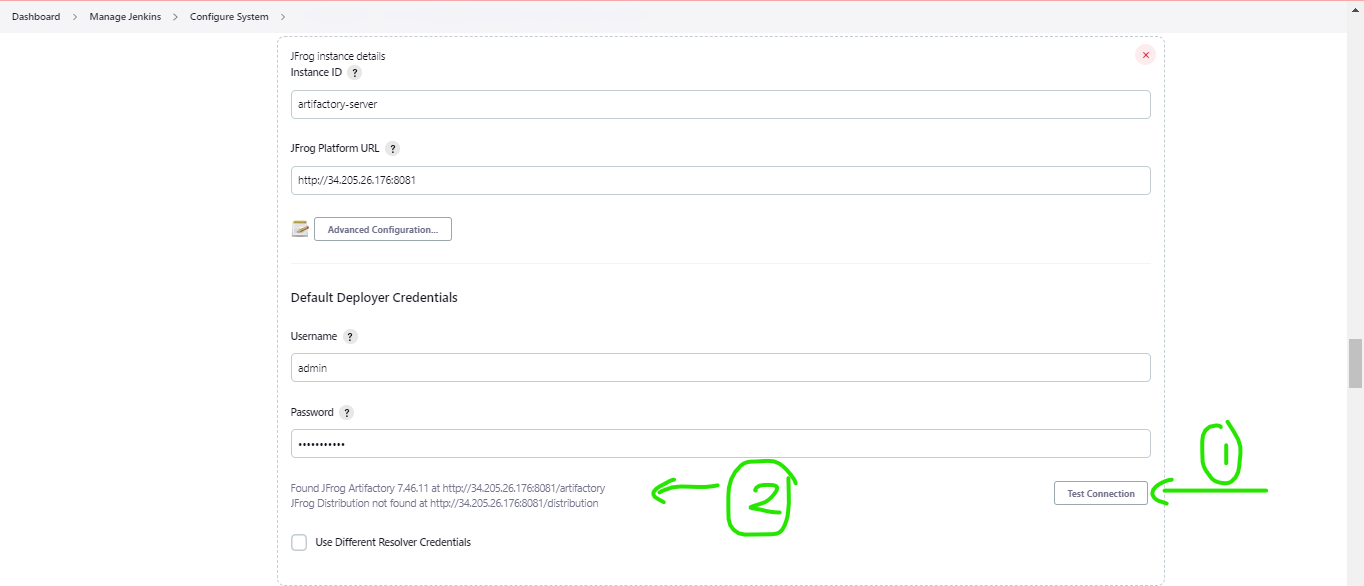 Dashboard > Manage Jenkins > Configure System >
JFrog instance details
Instance ID ?
artifactory-server
JFrog Platform URL ?
http://34.205.26.176:8081
Advanced Configuration...
Default Deployer Credentials
Username ?
admin
Password ?
•••••••••••
1
Found JFrog Artifactory 7.46.11 at http://34.205.26.176:8081/artifactory
JFrog Distribution not found at http://34.205.26.176:8081/distribution
2
Test Connection
Use Different Resolver Credentials